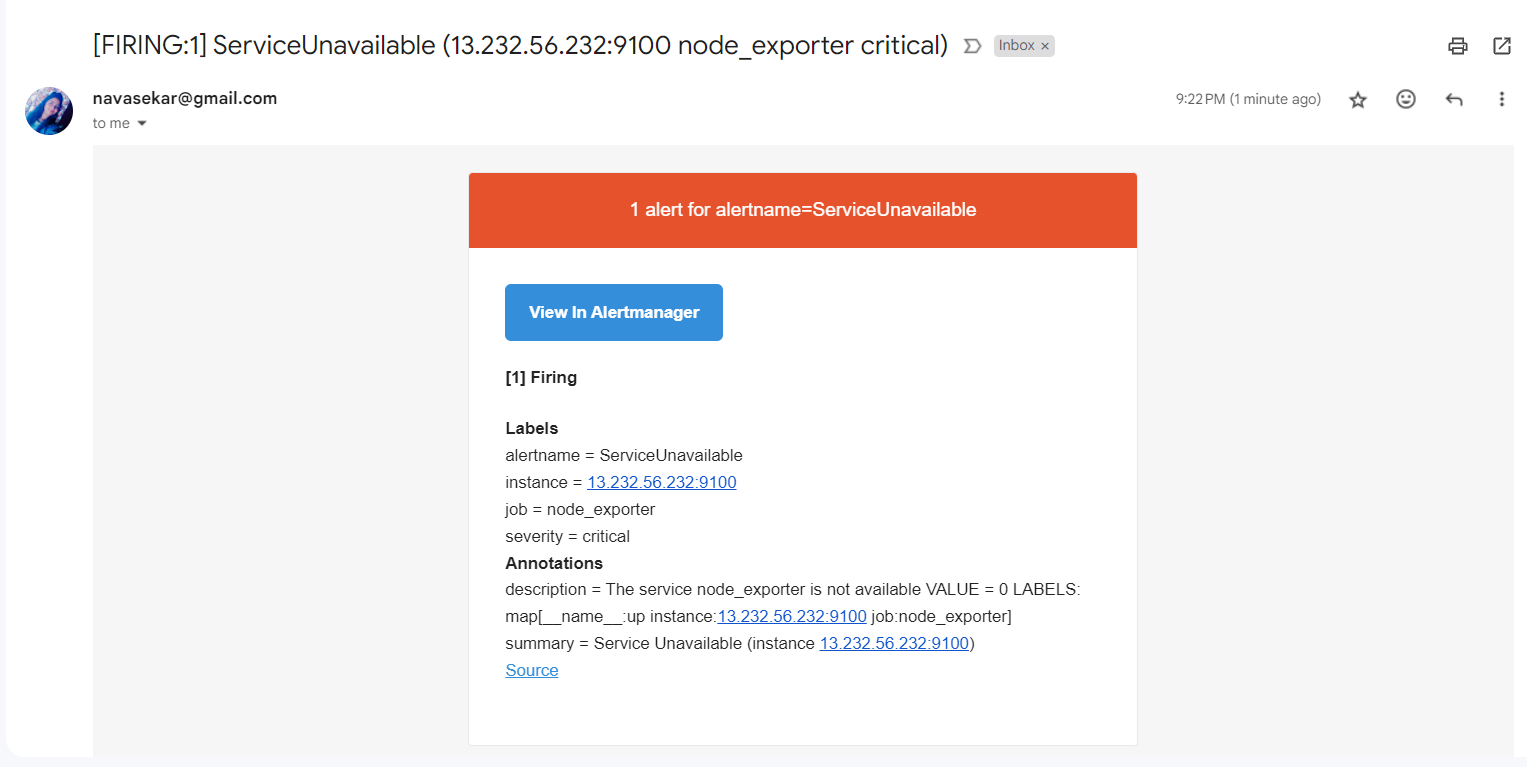 [FIRING:1] ServiceUnavailable (13.232.56.232:9100 node_exporter critical) Inbox ×
navasekar@gmail.com 9:22 PM (1 minute ago)
to me
1 alert for alertname=ServiceUnavailable
View In Alertmanager
[1] Firing
Labels
alertname = ServiceUnavailable
instance = 13.232.56.232:9100
job = node_exporter
severity = critical
Annotations
description = The service node_exporter is not available VALUE = 0 LABELS:
map[__name__:up instance:13.232.56.232:9100 job:node_exporter]
summary = Service Unavailable (instance 13.232.56.232:9100)
Source